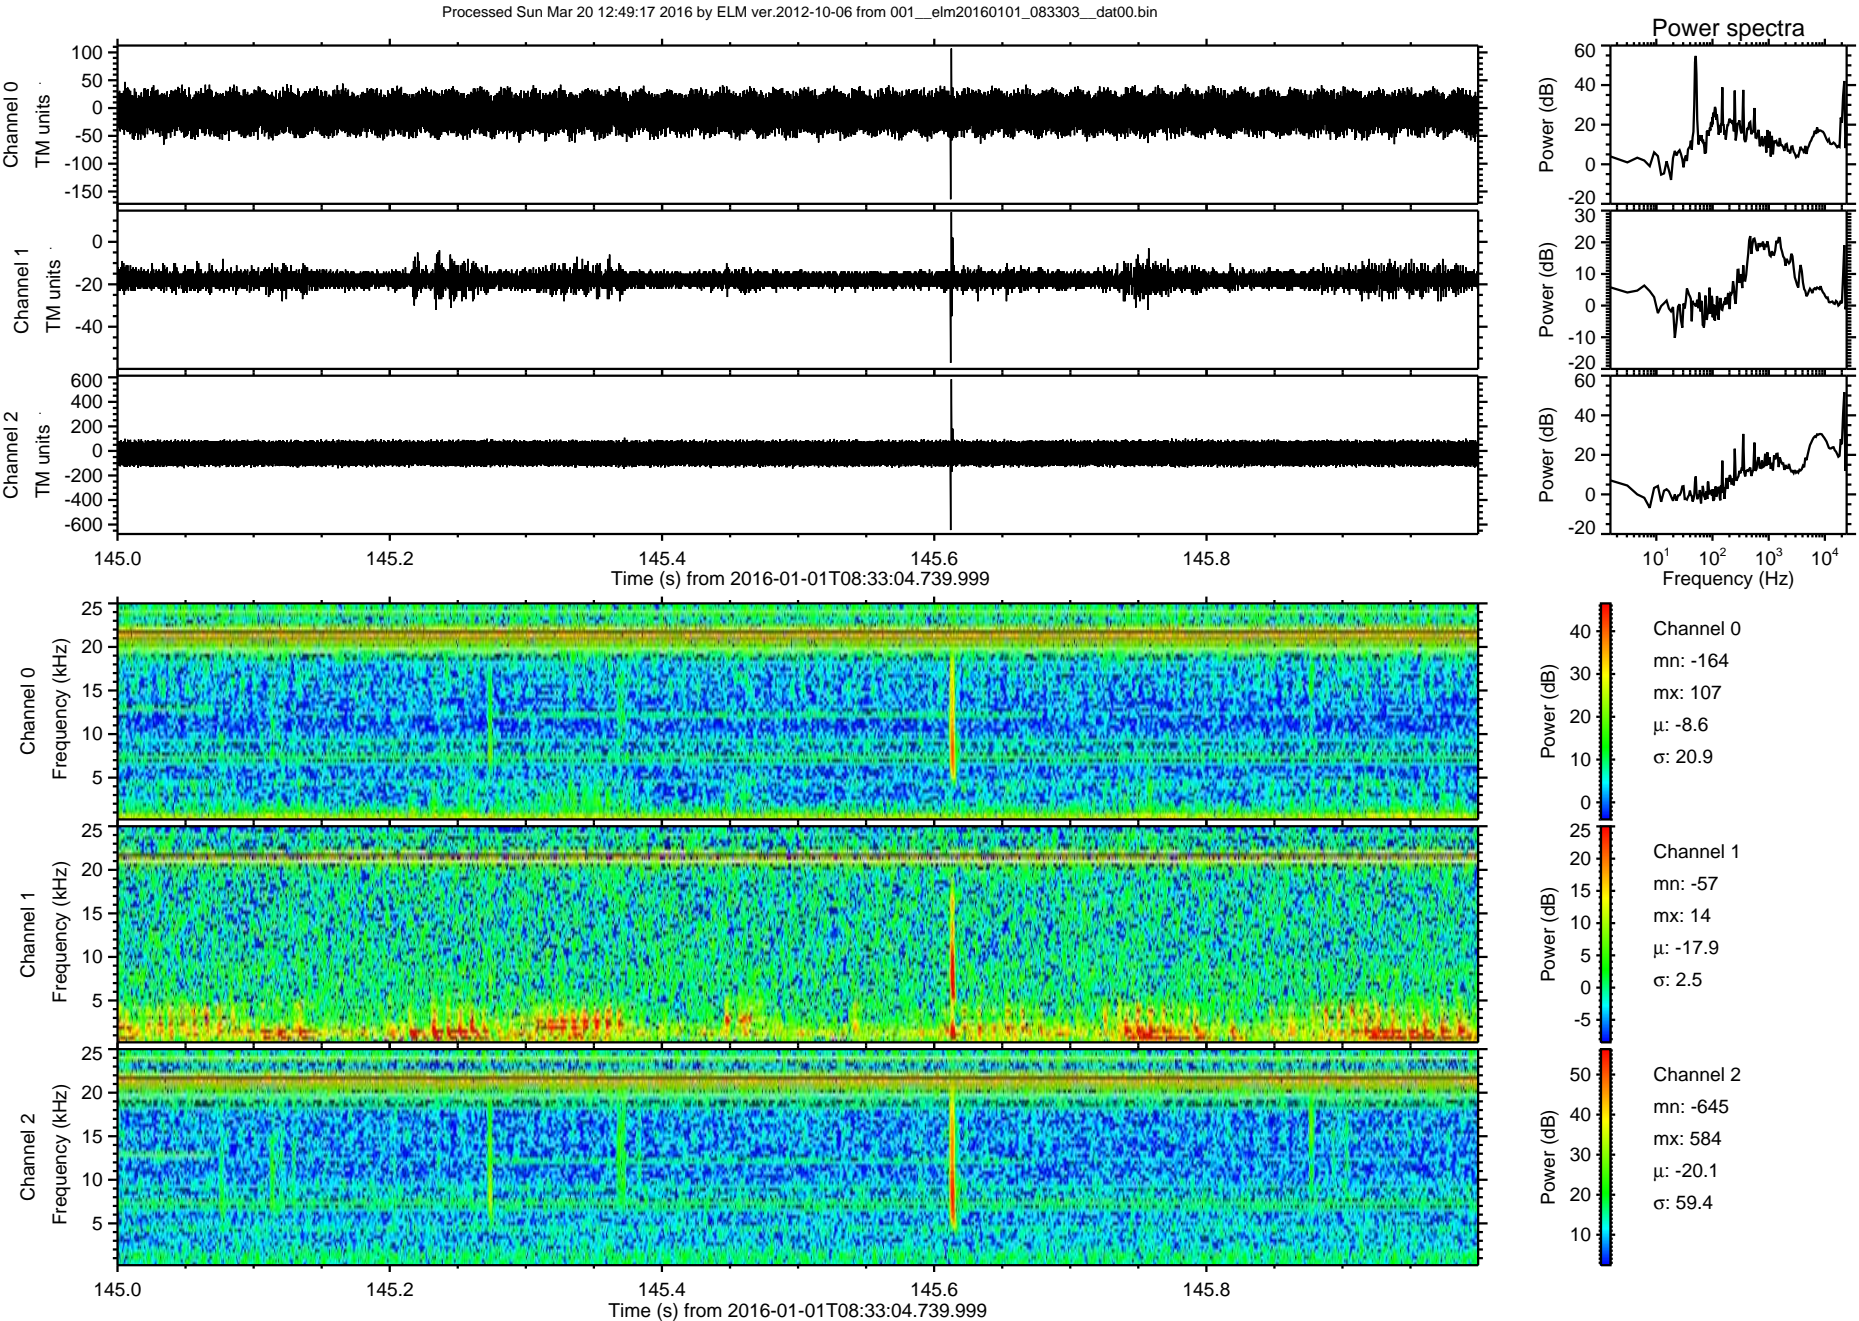 Processed Sun Mar 20 12:49:17 2016 by ELM ver.2012-10-06 from 001__elm20160101_083303__dat00.bin
Power spectra
Channel 0
TM units
100
50
0
-50
-100
-150
Power (dB)
60
40
20
0
-20
Channel 1
TM units
0
-20
-40
Power (dB)
30
20
10
0
-10
-20
Channel 2
TM units
600
400
200
0
-200
-400
-600
Power (dB)
60
40
20
0
-20
145.0 145.2 145.4 145.6 145.8
Time (s) from 2016-01-01T08:33:04.739.999
10¹ 10² 10³ 10⁴
Frequency (Hz)
Channel 0
Frequency (kHz)
25
20
15
10
5
Power (dB)
40
30
20
10
0
Channel 0
mn: -164
mx: 107
µ: -8.6
σ: 20.9
Channel 1
Frequency (kHz)
25
20
15
10
5
Power (dB)
25
20
15
10
5
0
-5
Channel 1
mn: -57
mx: 14
µ: -17.9
σ: 2.5
Channel 2
Frequency (kHz)
25
20
15
10
5
Power (dB)
50
40
30
20
10
Channel 2
mn: -645
mx: 584
µ: -20.1
σ: 59.4
145.0 145.2 145.4 145.6 145.8
Time (s) from 2016-01-01T08:33:04.739.999